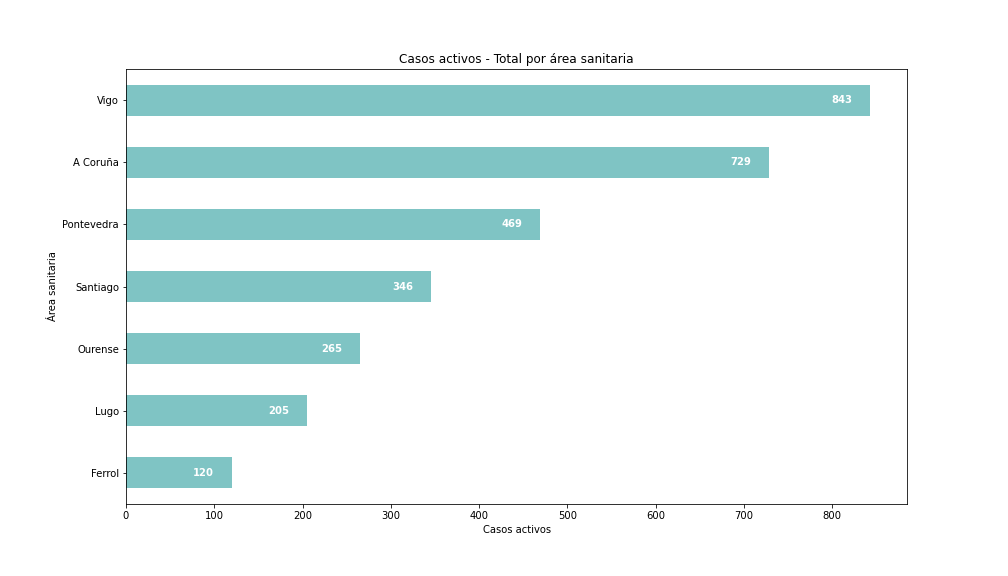 Casos activos - Total por área sanitaria
Vigo 843
A Coruña 729
Pontevedra 469
Santiago 346
Ourense 265
Lugo 205
Ferrol 120
Área sanitaria
0 100 200 300 400 500 600 700 800
Casos activos